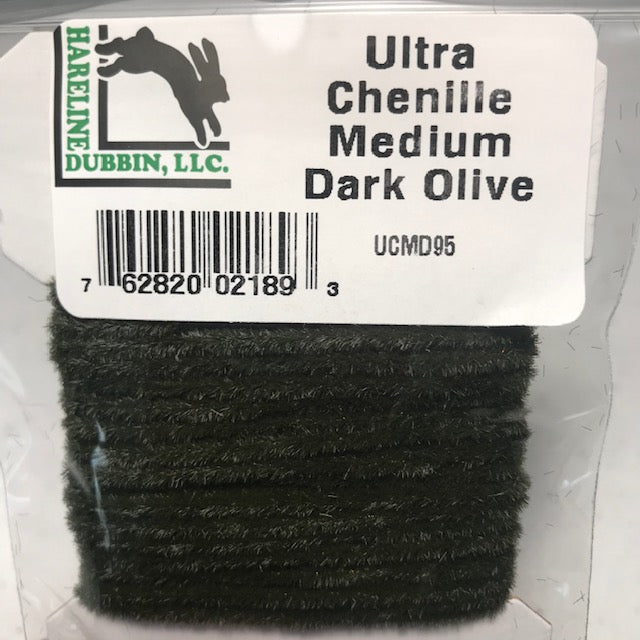 HARELINE
DUBBIN, LLC.
Ultra
Chenille
Medium
Dark Olive
UCMD95
7 62820 02189 3